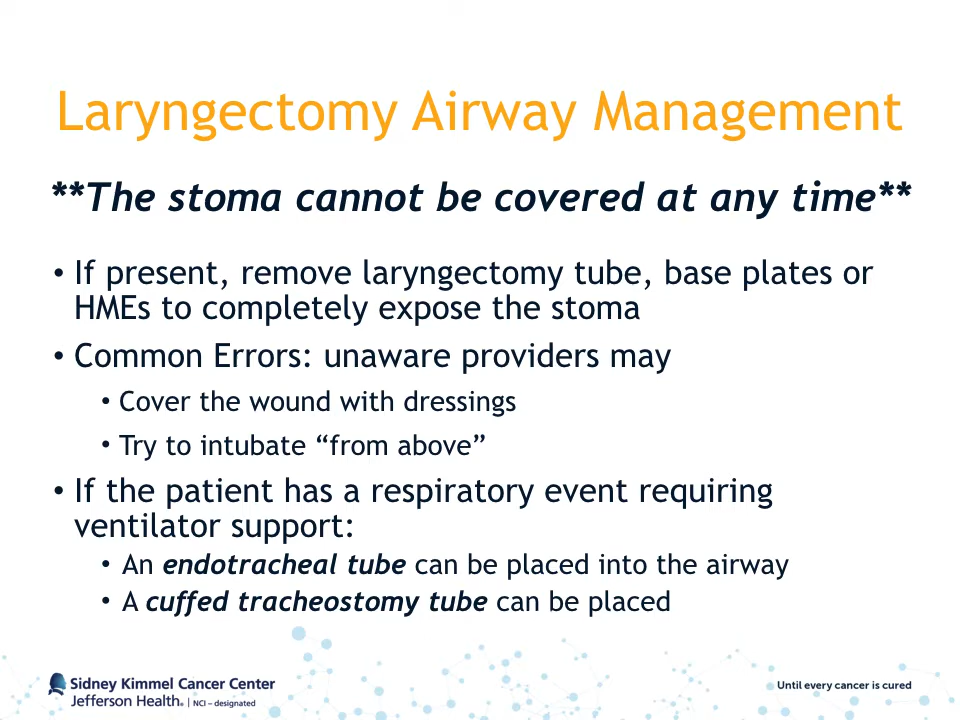 Laryngectomy Airway Management
**The stoma cannot be covered at any time**
• If present, remove laryngectomy tube, base plates or
HMEs to completely expose the stoma
• Common Errors: unaware providers may
• Cover the wound with dressings
• Try to intubate “from above”
• If the patient has a respiratory event requiring
ventilator support:
• An endotracheal tube can be placed into the airway
• A cuffed tracheostomy tube can be placed
Sidney Kimmel Cancer Center
Jefferson Health® | NCI – designated
Until every cancer is cured